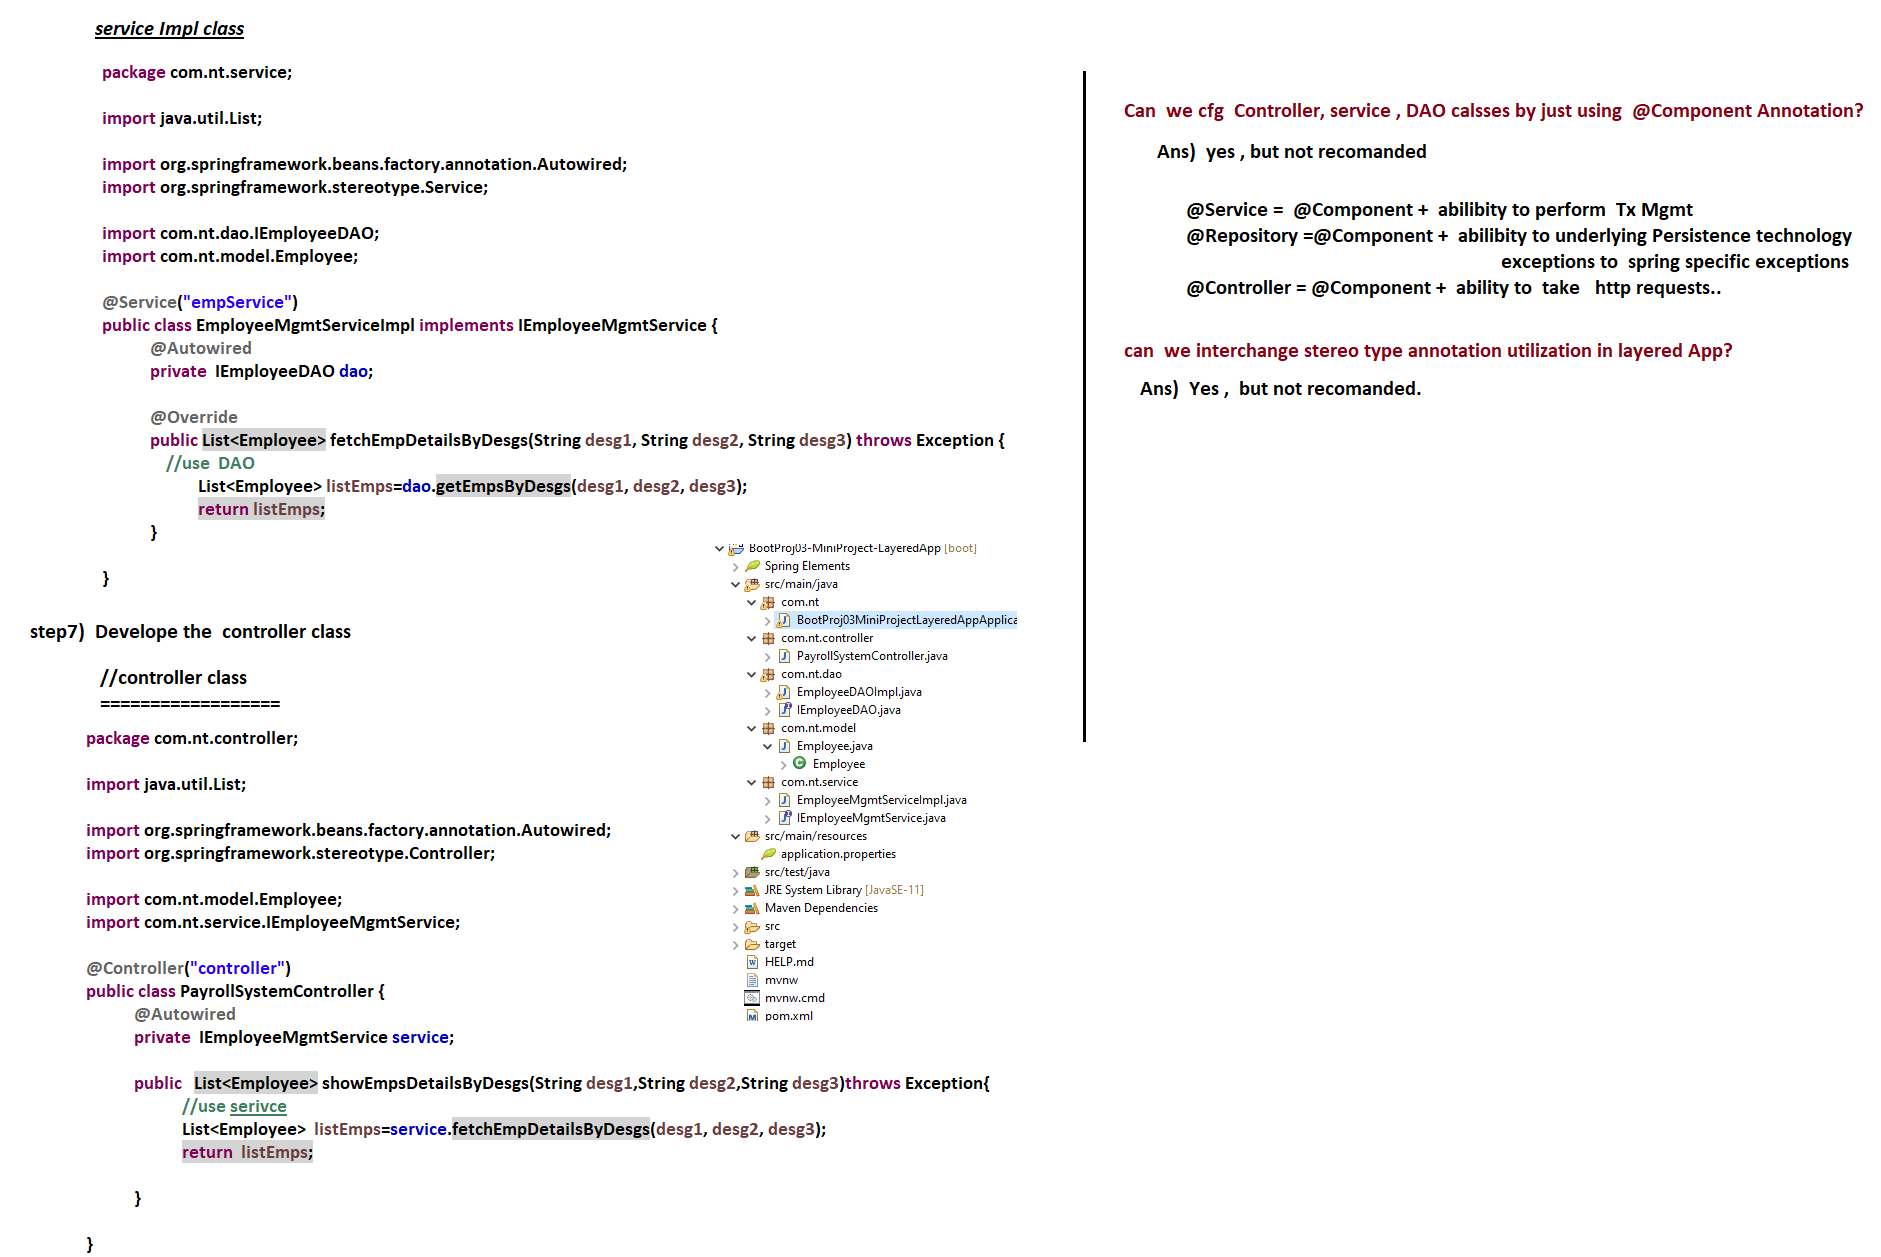 service Impl class
package com.nt.service;
import java.util.List;
import org.springframework.beans.factory.annotation.Autowired;
import org.springframework.stereotype.Service;
import com.nt.dao.IEmployeeDAO;
import com.nt.model.Employee;
@Service("empService")
public class EmployeeMgmtServiceImpl implements IEmployeeMgmtService {
@Autowired
private IEmployeeDAO dao;
@Override
public List<Employee> fetchEmpDetailsByDesgs(String desg1, String desg2, String desg3) throws Exception {
//use DAO
List<Employee> listEmps=dao.getEmpsByDesgs(desg1, desg2, desg3);
return listEmps;
}
}
step7) Develope the controller class
//controller class
==================
package com.nt.controller;
import java.util.List;
import org.springframework.beans.factory.annotation.Autowired;
import org.springframework.stereotype.Controller;
import com.nt.model.Employee;
import com.nt.service.IEmployeeMgmtService;
@Controller("controller")
public class PayrollSystemController {
@Autowired
private IEmployeeMgmtService service;
public List<Employee> showEmpsDetailsByDesgs(String desg1,String desg2,String desg3)throws Exception{
//use serivce
List<Employee> listEmps=service.fetchEmpDetailsByDesgs(desg1, desg2, desg3);
return listEmps;
}
}
BootProj03-MiniProject-LayeredApp [boot]
Spring Elements
src/main/java
com.nt
BootProj03MiniProjectLayeredAppApplica
com.nt.controller
PayrollSystemController.java
com.nt.dao
EmployeeDAOImpl.java
IEmployeeDAO.java
com.nt.model
Employee.java
Employee
com.nt.service
EmployeeMgmtServiceImpl.java
IEmployeeMgmtService.java
src/main/resources
application.properties
src/test/java
JRE System Library [JavaSE-11]
Maven Dependencies
src
target
HELP.md
mvnw
mvnw.cmd
pom.xml
Can we cfg Controller, service , DAO calsses by just using @Component Annotation?
Ans) yes , but not recomanded
@Service = @Component + abilibity to perform Tx Mgmt
@Repository =@Component + abilibity to underlying Persistence technology
exceptions to spring specific exceptions
@Controller = @Component + ability to take http requests..
can we interchange stereo type annotation utilization in layered App?
Ans) Yes , but not recomanded.